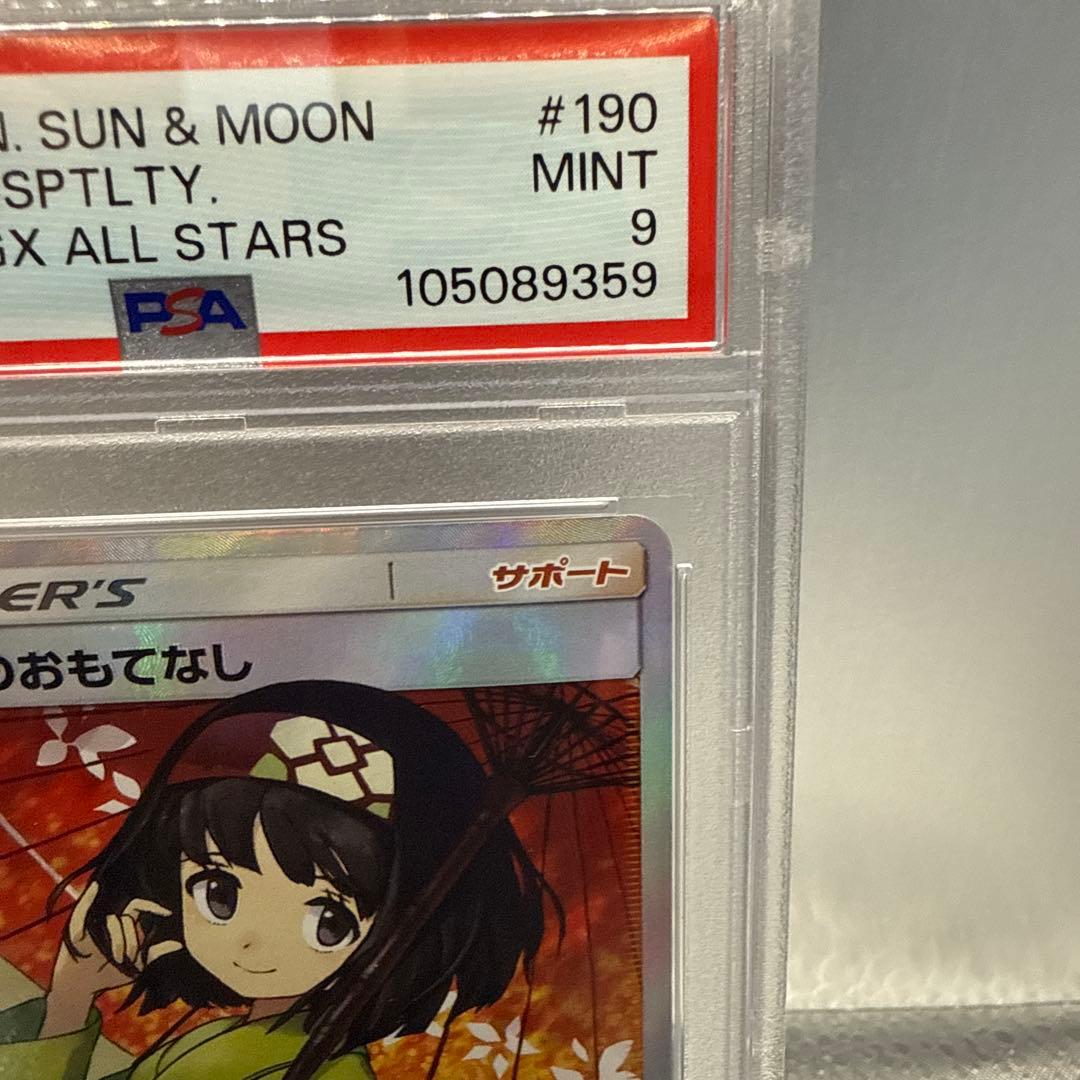 N. SUN & MOON #190
SPTLTY. MINT
GX ALL STARS 9
PSA 105089359
ER'S サポート
のおもてなし